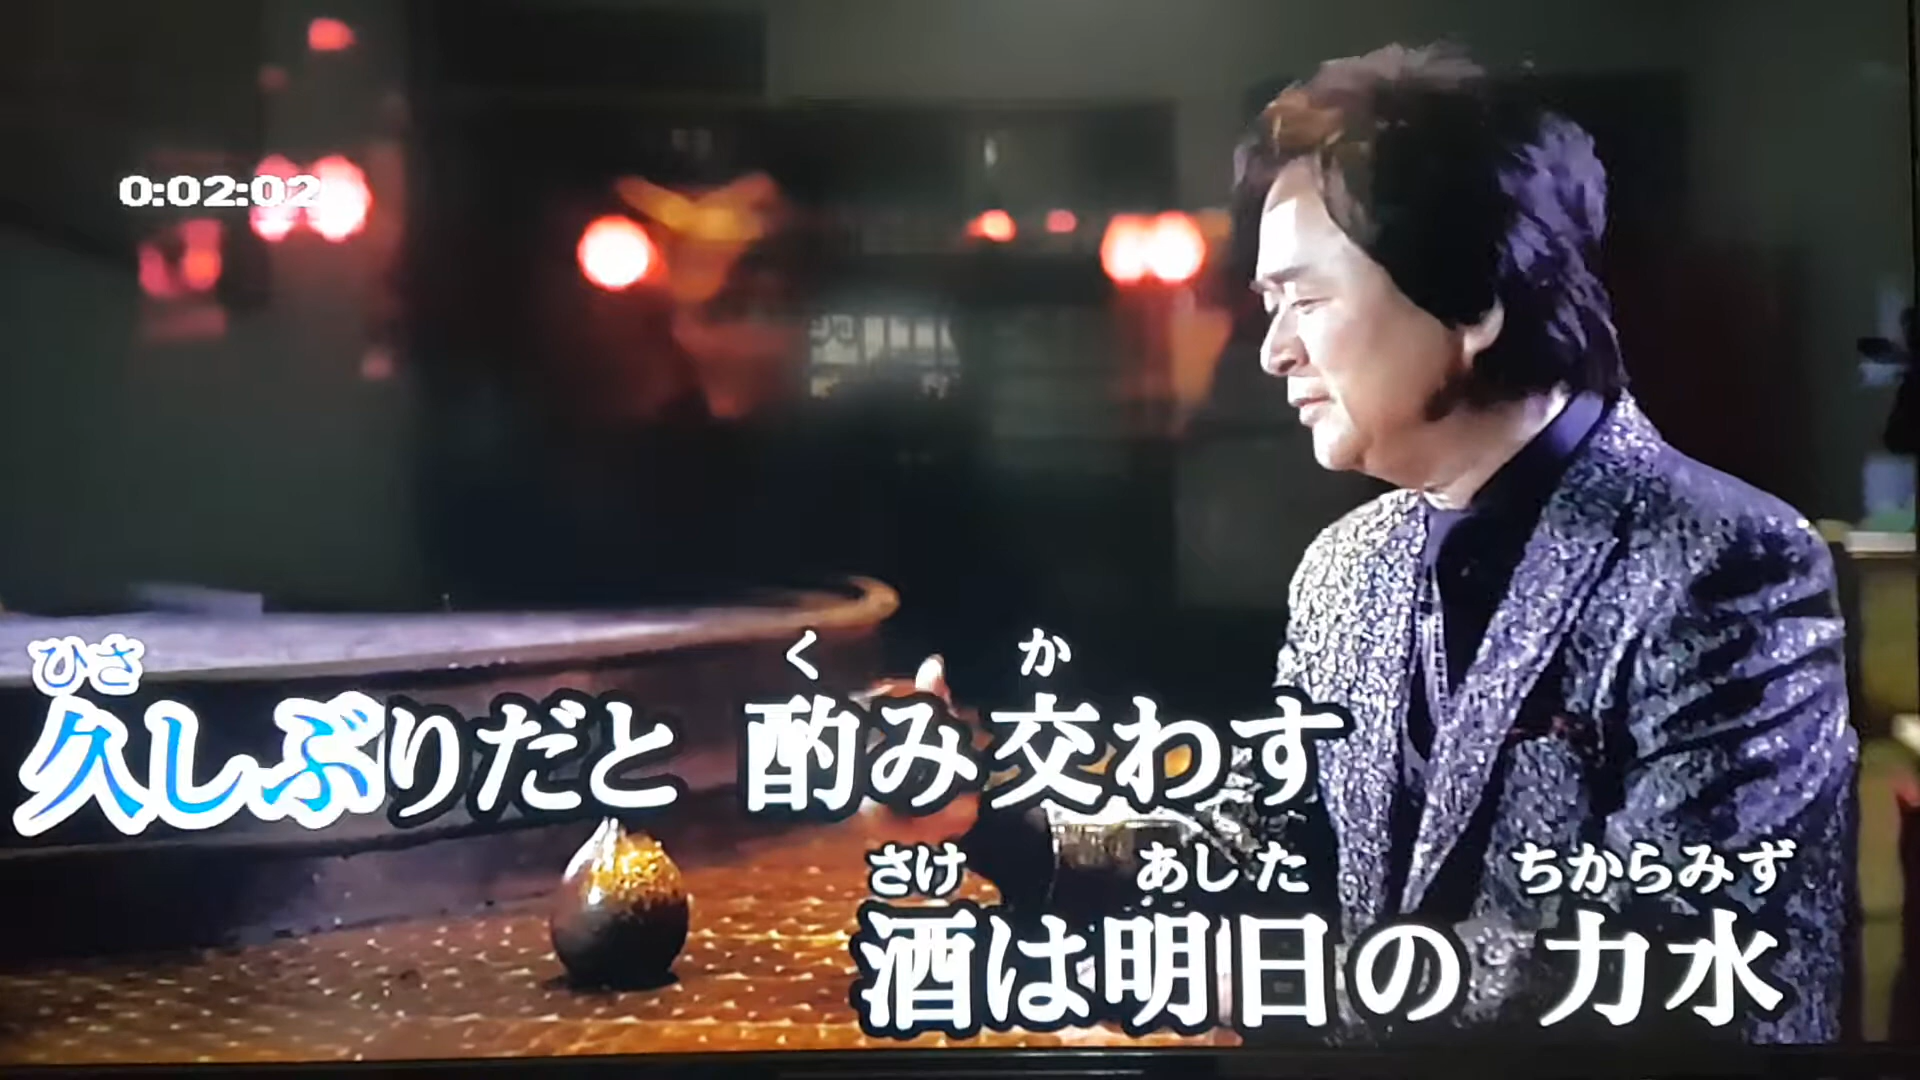 0:02:02
ひさ く か
久しぶりだと 酌み交わす
さけ あした ちからみず
酒は明日の 力水